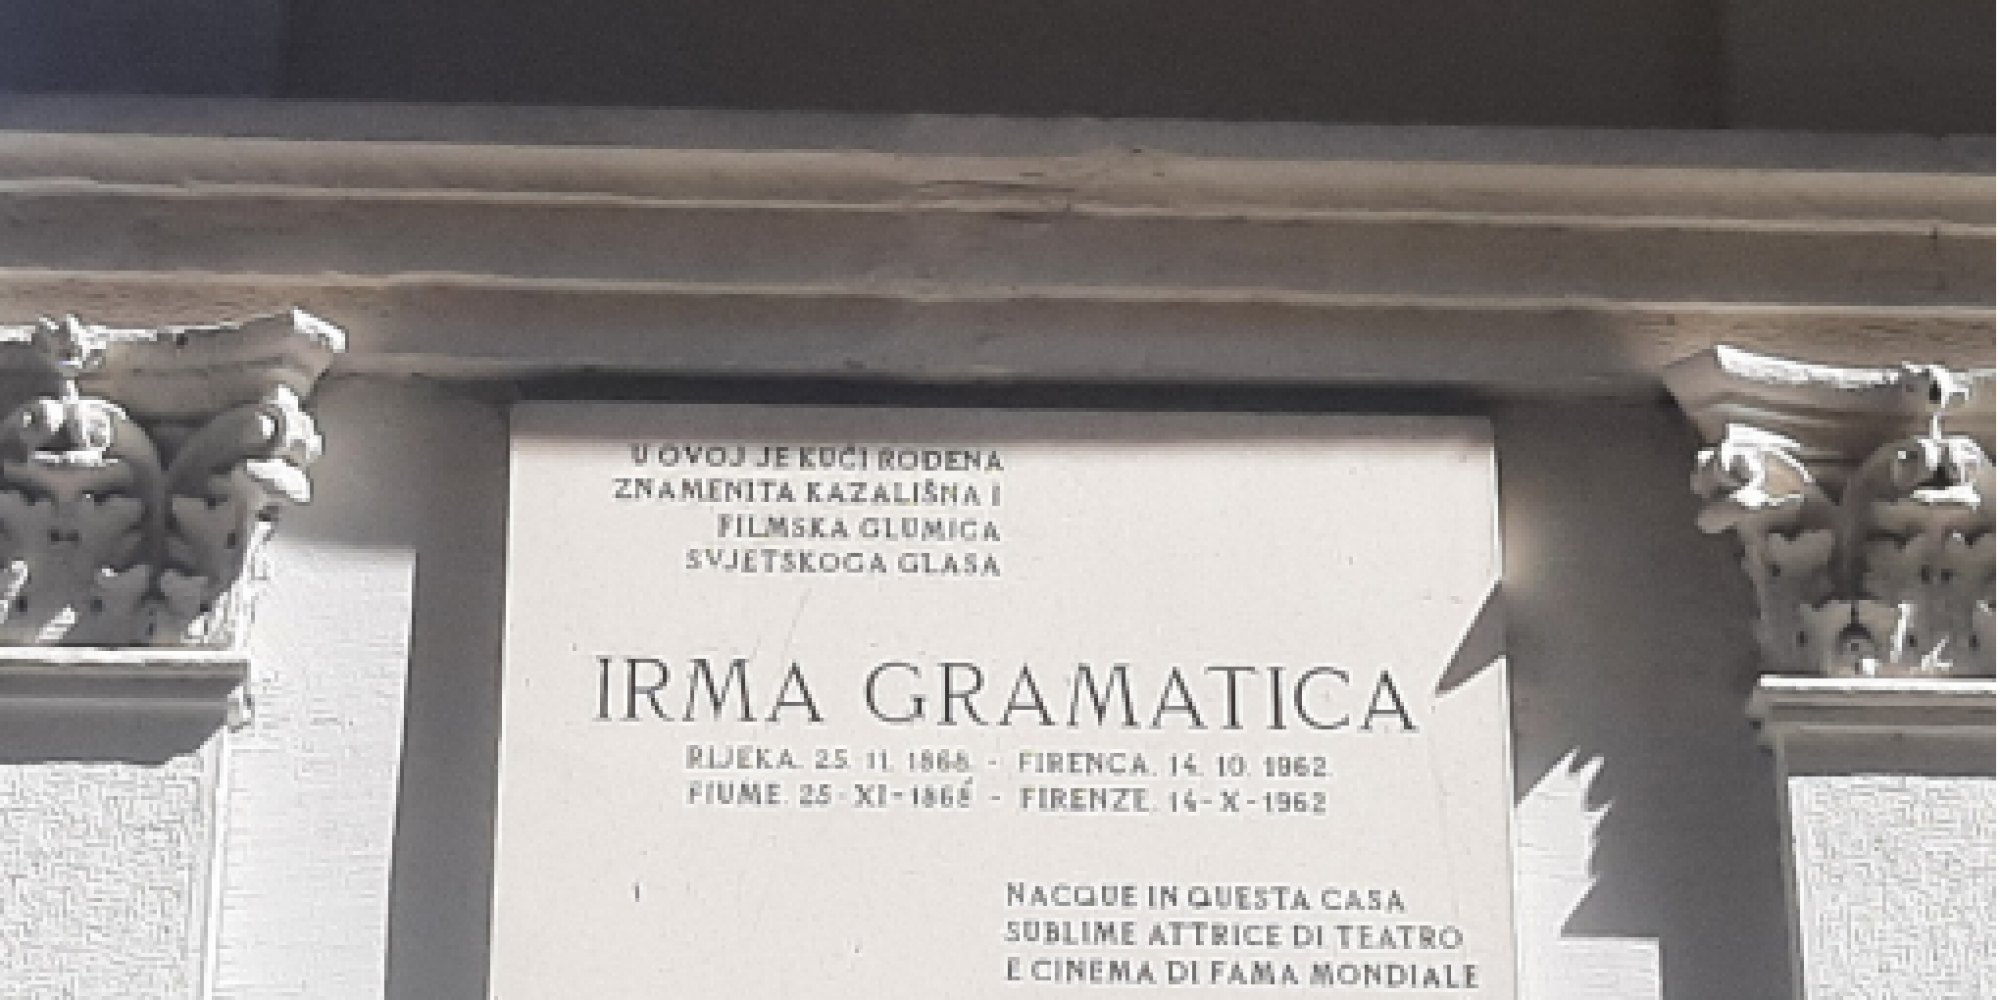 U OVOJ JE KUĆI ROĐENA
ZNAMENITA KAZALIŠNA I
FILMSKA GLUMICA
SVJETSKOGA GLASA
IRMA GRAMATICA
RIJEKA. 25. 11. 1868. - FIRENCA. 14. 10. 1962.
FIUME. 25 - XI - 1868 - FIRENZE. 14 - X - 1962
NACQUE IN QUESTA CASA
SUBLIME ATTRICE DI TEATRO
E CINEMA DI FAMA MONDIALE